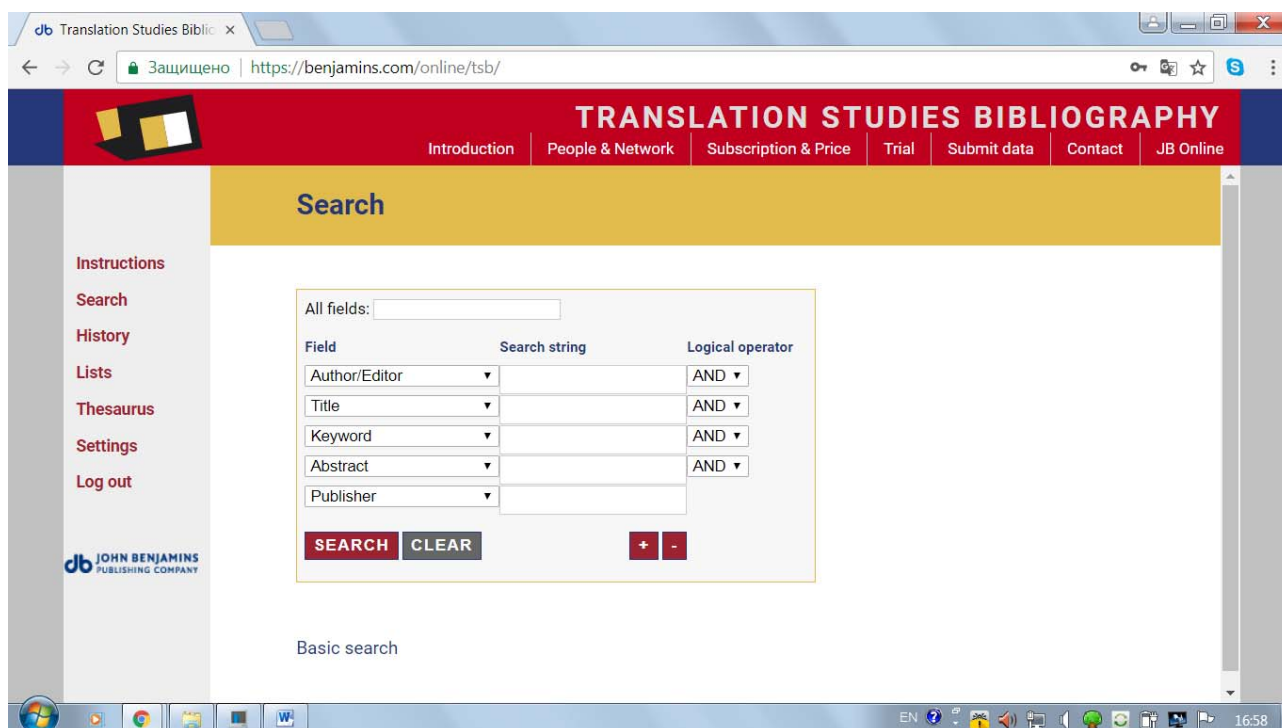 db Translation Studies Biblio
Защищено | https://benjamins.com/online/tsb/
TRANSLATION STUDIES BIBLIOGRAPHY
Introduction People & Network Subscription & Price Trial Submit data Contact JB Online
Search
Instructions
Search
History
Lists
Thesaurus
Settings
Log out
db JOHN BENJAMINS
PUBLISHING COMPANY
All fields:
Field Search string Logical operator
Author/Editor AND
Title AND
Keyword AND
Abstract AND
Publisher
SEARCH CLEAR + -
Basic search
EN 16:58